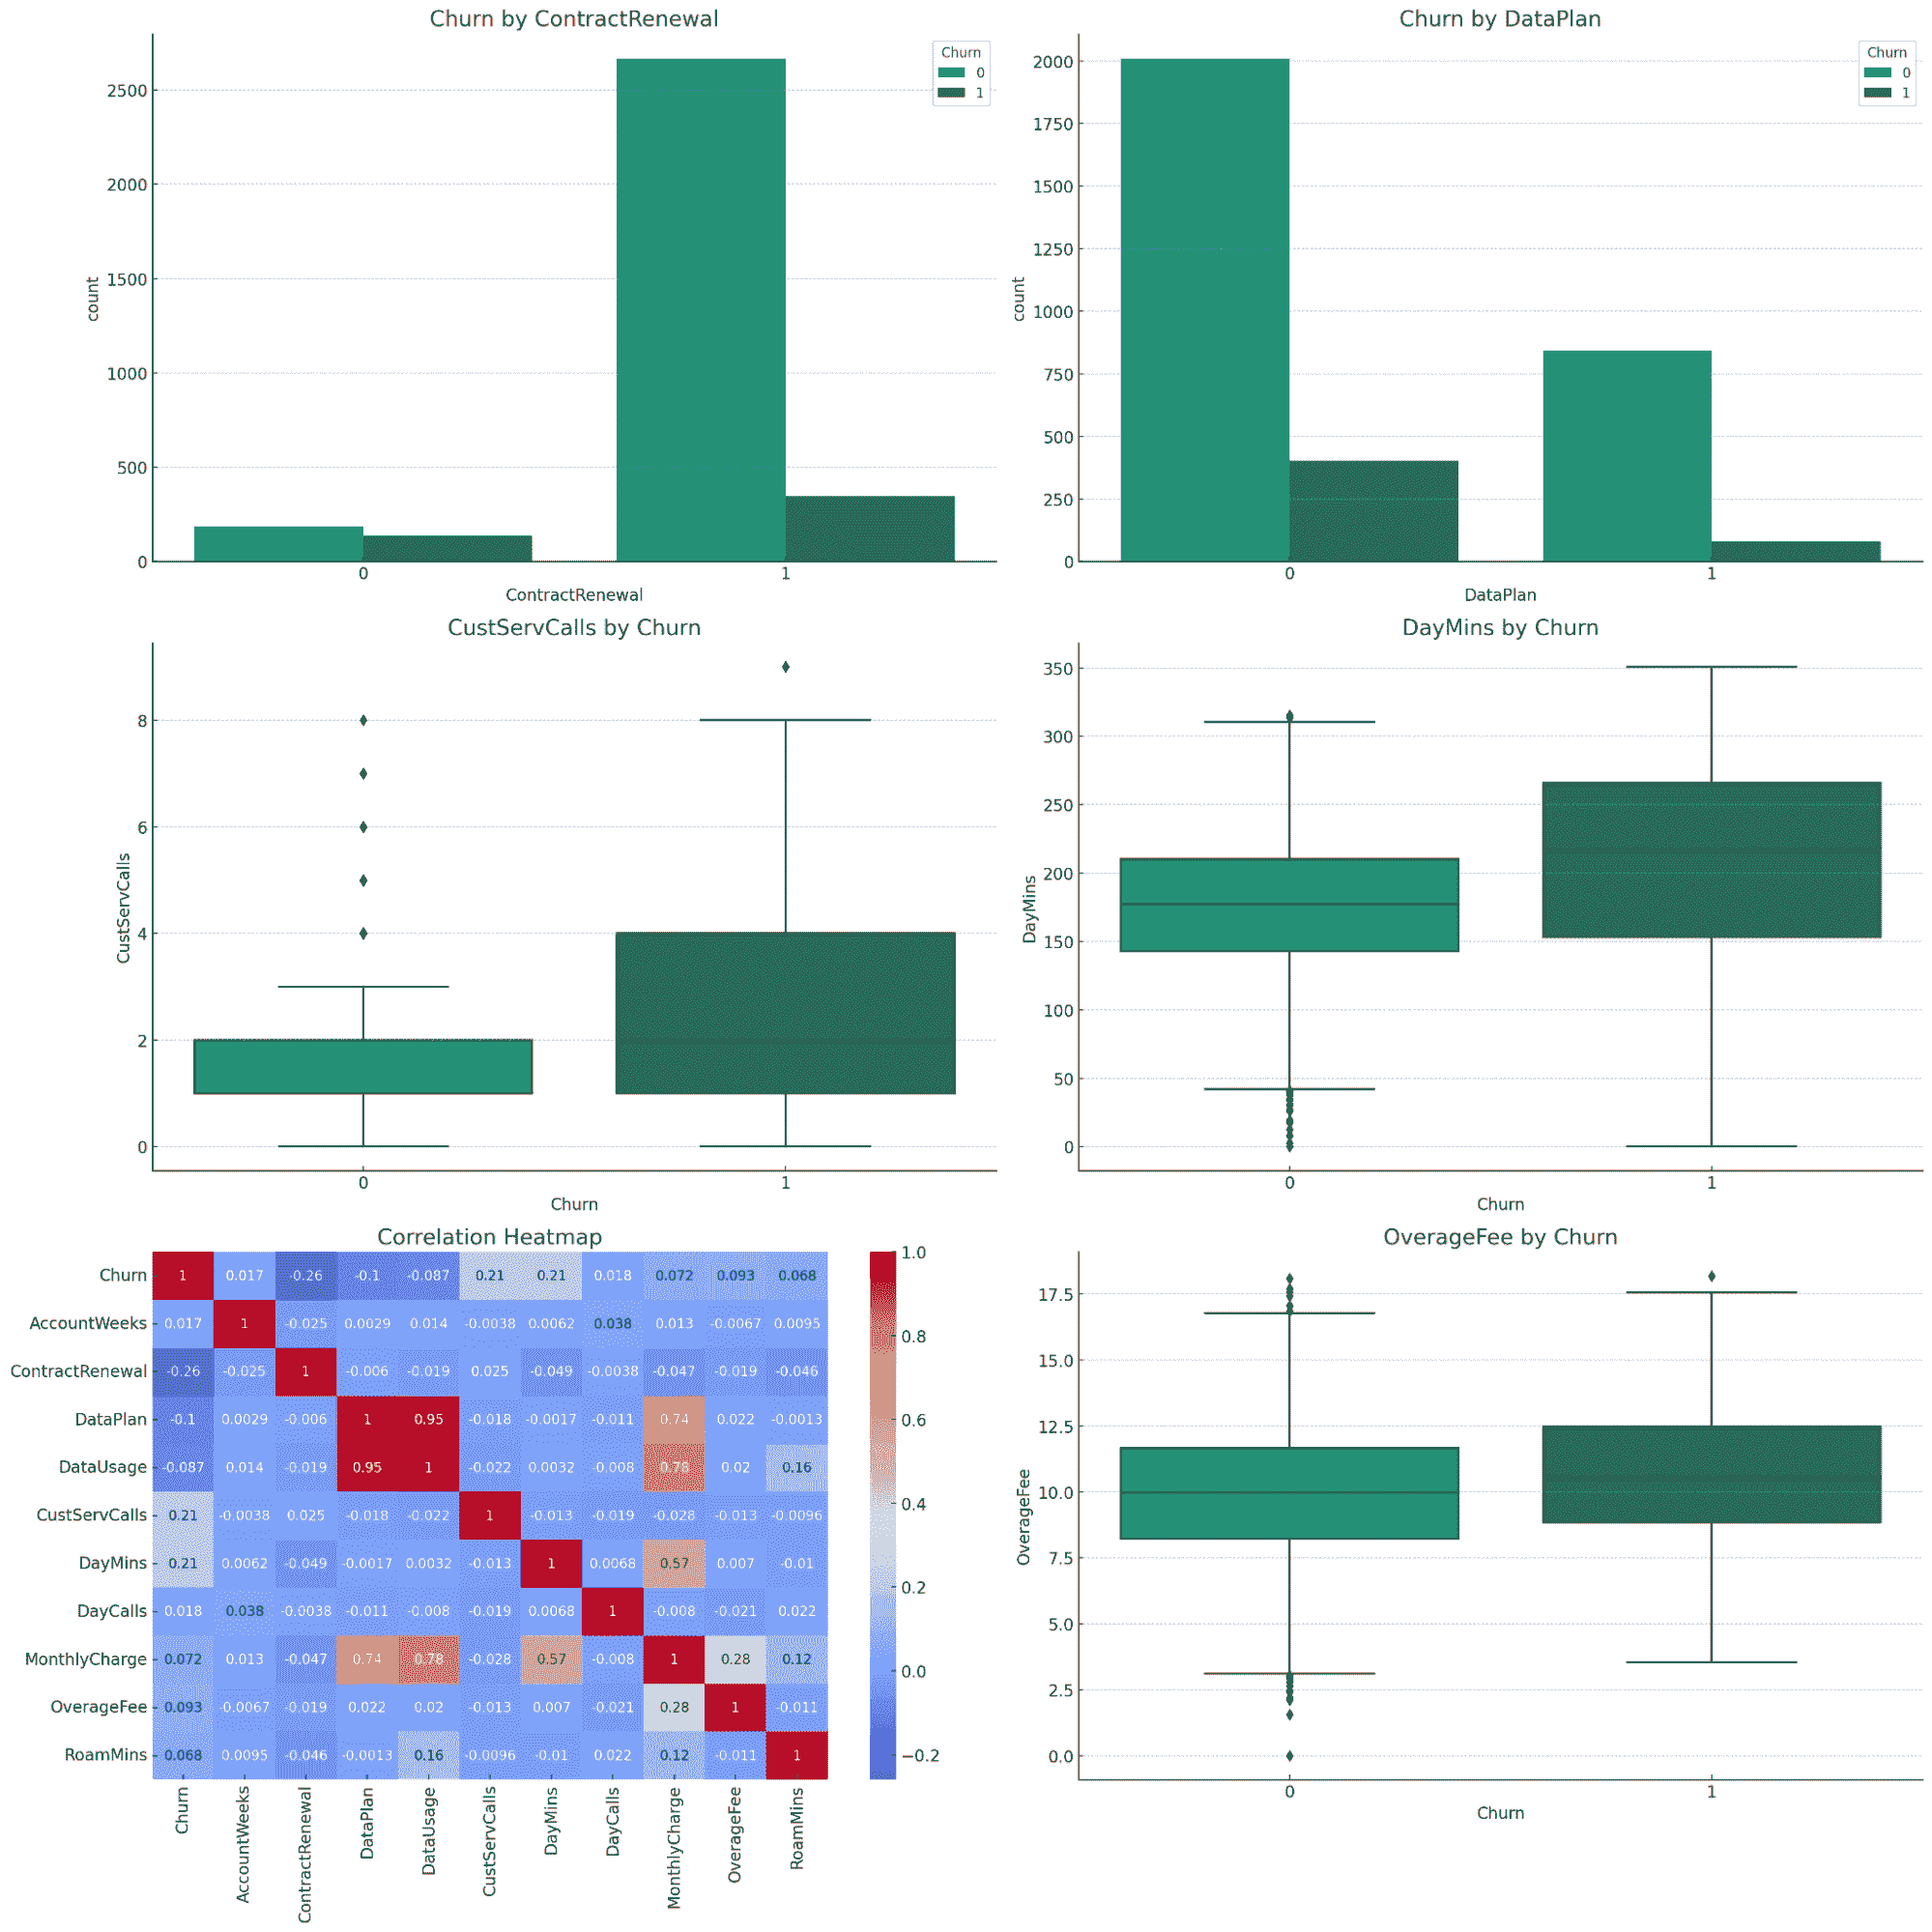 Churn by ContractRenewal
Churn
0
1
2500
2000
1500
1000
500
0
count
0 1
ContractRenewal
Churn by DataPlan
Churn
0
1
2000
1750
1500
1250
1000
750
500
250
0
count
0 1
DataPlan
CustServCalls by Churn
8
6
4
2
0
CustServCalls
0 1
Churn
DayMins by Churn
350
300
250
200
150
100
50
0
DayMins
0 1
Churn
Correlation Heatmap
Churn 1 0.017 -0.26 -0.1 -0.087 0.21 0.21 0.018 0.072 0.093 0.068
AccountWeeks 0.017 1 -0.025 0.0029 0.014 -0.0038 0.0062 0.038 0.013 -0.0067 0.0095
ContractRenewal -0.26 -0.025 1 -0.006 -0.019 0.025 -0.049 -0.0038 -0.047 -0.019 -0.046
DataPlan -0.1 0.0029 -0.006 1 0.95 -0.018 -0.0017 -0.011 0.74 0.022 -0.0013
DataUsage -0.087 0.014 -0.019 0.95 1 -0.022 0.0032 -0.008 0.78 0.02 0.16
CustServCalls 0.21 -0.0038 0.025 -0.018 -0.022 1 -0.013 -0.019 -0.028 -0.013 -0.0096
DayMins 0.21 0.0062 -0.049 -0.0017 0.0032 -0.013 1 0.0068 0.57 0.007 -0.01
DayCalls 0.018 0.038 -0.0038 -0.011 -0.008 -0.019 0.0068 1 -0.008 -0.021 0.022
MonthlyCharge 0.072 0.013 -0.047 0.74 0.78 -0.028 0.57 -0.008 1 0.28 0.12
OverageFee 0.093 -0.0067 -0.019 0.022 0.02 -0.013 0.007 -0.021 0.28 1 -0.011
RoamMins 0.068 0.0095 -0.046 -0.0013 0.16 -0.0096 -0.01 0.022 0.12 -0.011 1
Churn
AccountWeeks
ContractRenewal
DataPlan
DataUsage
CustServCalls
DayMins
DayCalls
MonthlyCharge
OverageFee
RoamMins
1.0
0.8
0.6
0.4
0.2
0.0
−0.2
OverageFee by Churn
17.5
15.0
12.5
10.0
7.5
5.0
2.5
0.0
OverageFee
0 1
Churn